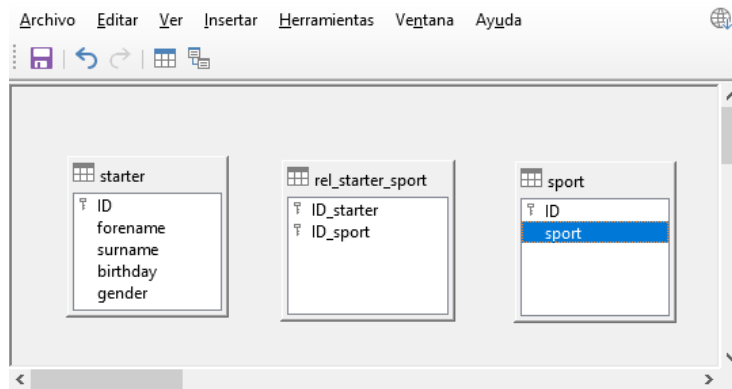 Archivo Editar Ver Insertar Herramientas Ventana Ayuda
starter
ID
forename
surname
birthday
gender
rel_starter_sport
ID_starter
ID_sport
sport
ID
sport